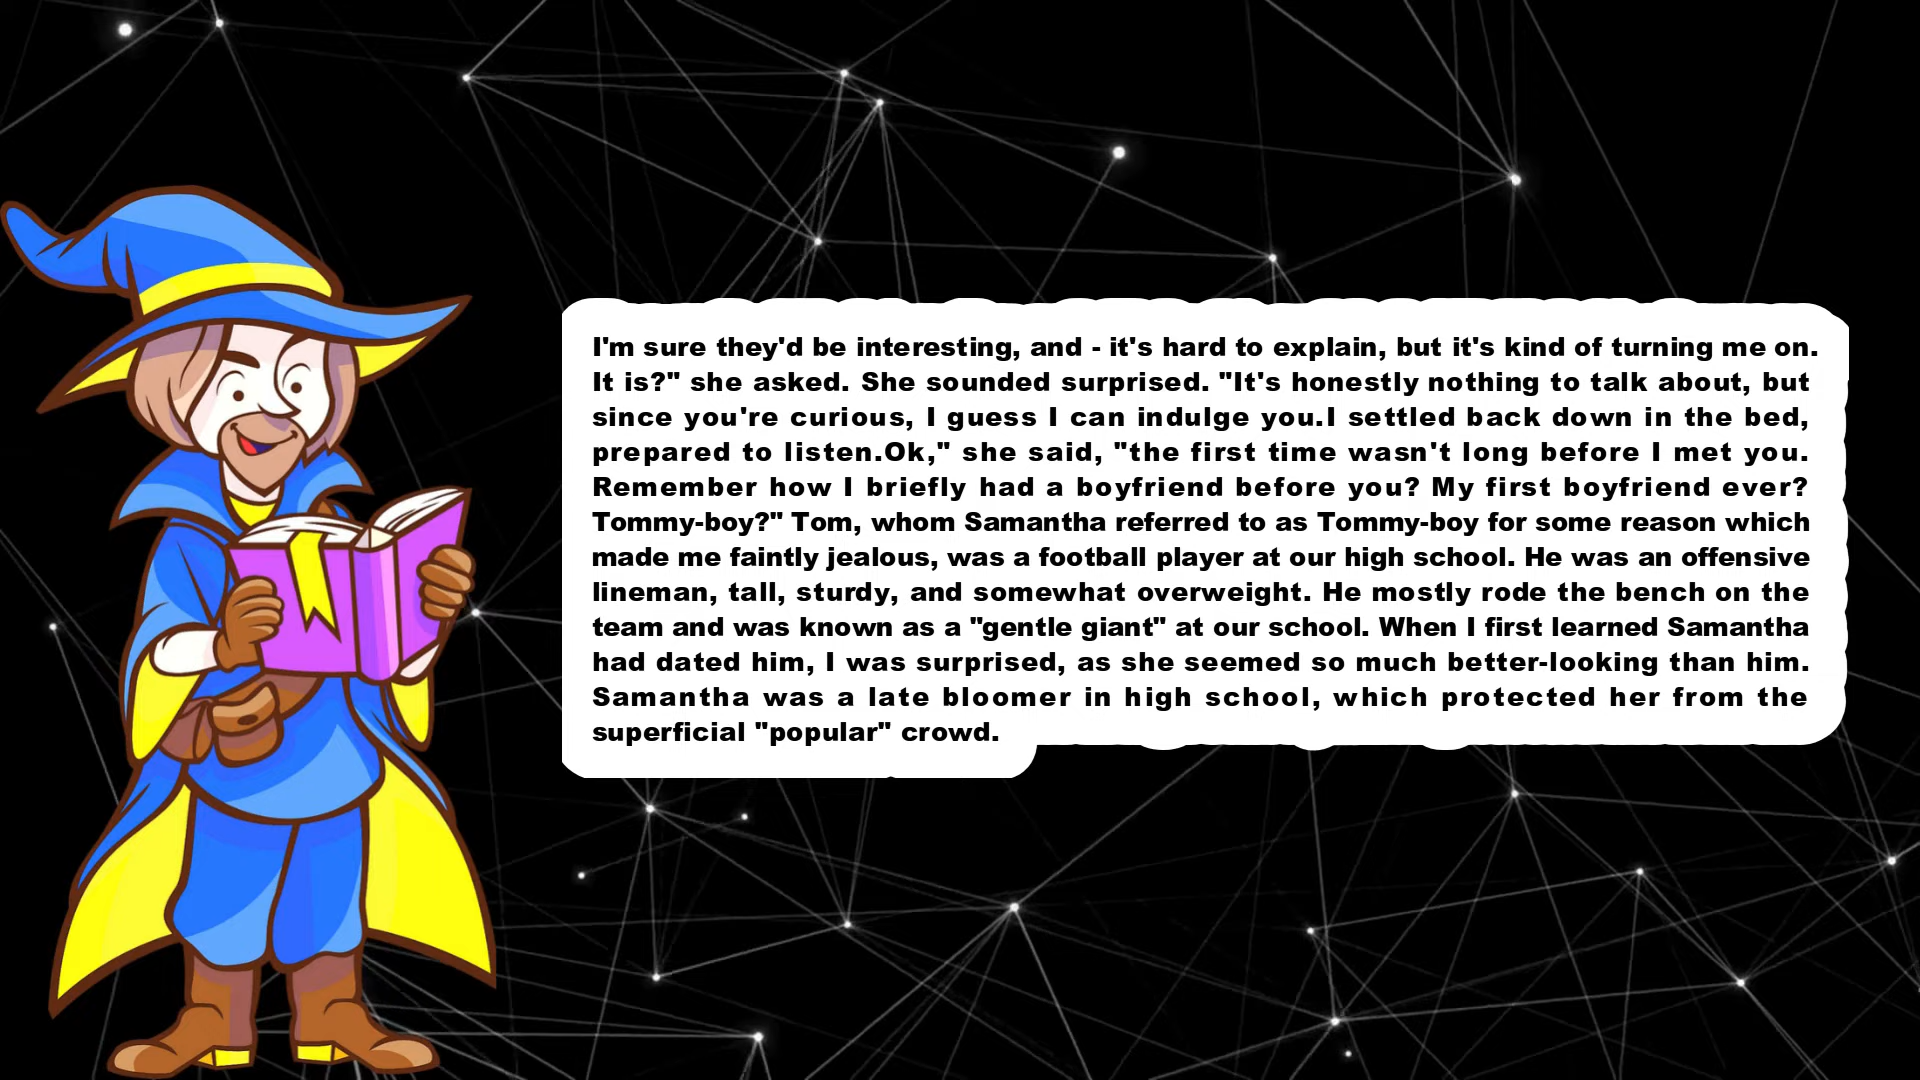 I'm sure they'd be interesting, and - it's hard to explain, but it's kind of turning me on.
It is?" she asked. She sounded surprised. "It's honestly nothing to talk about, but
since you're curious, I guess I can indulge you.I settled back down in the bed,
prepared to listen.Ok," she said, "the first time wasn't long before I met you.
Remember how I briefly had a boyfriend before you? My first boyfriend ever?
Tommy-boy?" Tom, whom Samantha referred to as Tommy-boy for some reason which
made me faintly jealous, was a football player at our high school. He was an offensive
lineman, tall, sturdy, and somewhat overweight. He mostly rode the bench on the
team and was known as a "gentle giant" at our school. When I first learned Samantha
had dated him, I was surprised, as she seemed so much better-looking than him.
Samantha was a late bloomer in high school, which protected her from the
superficial "popular" crowd.